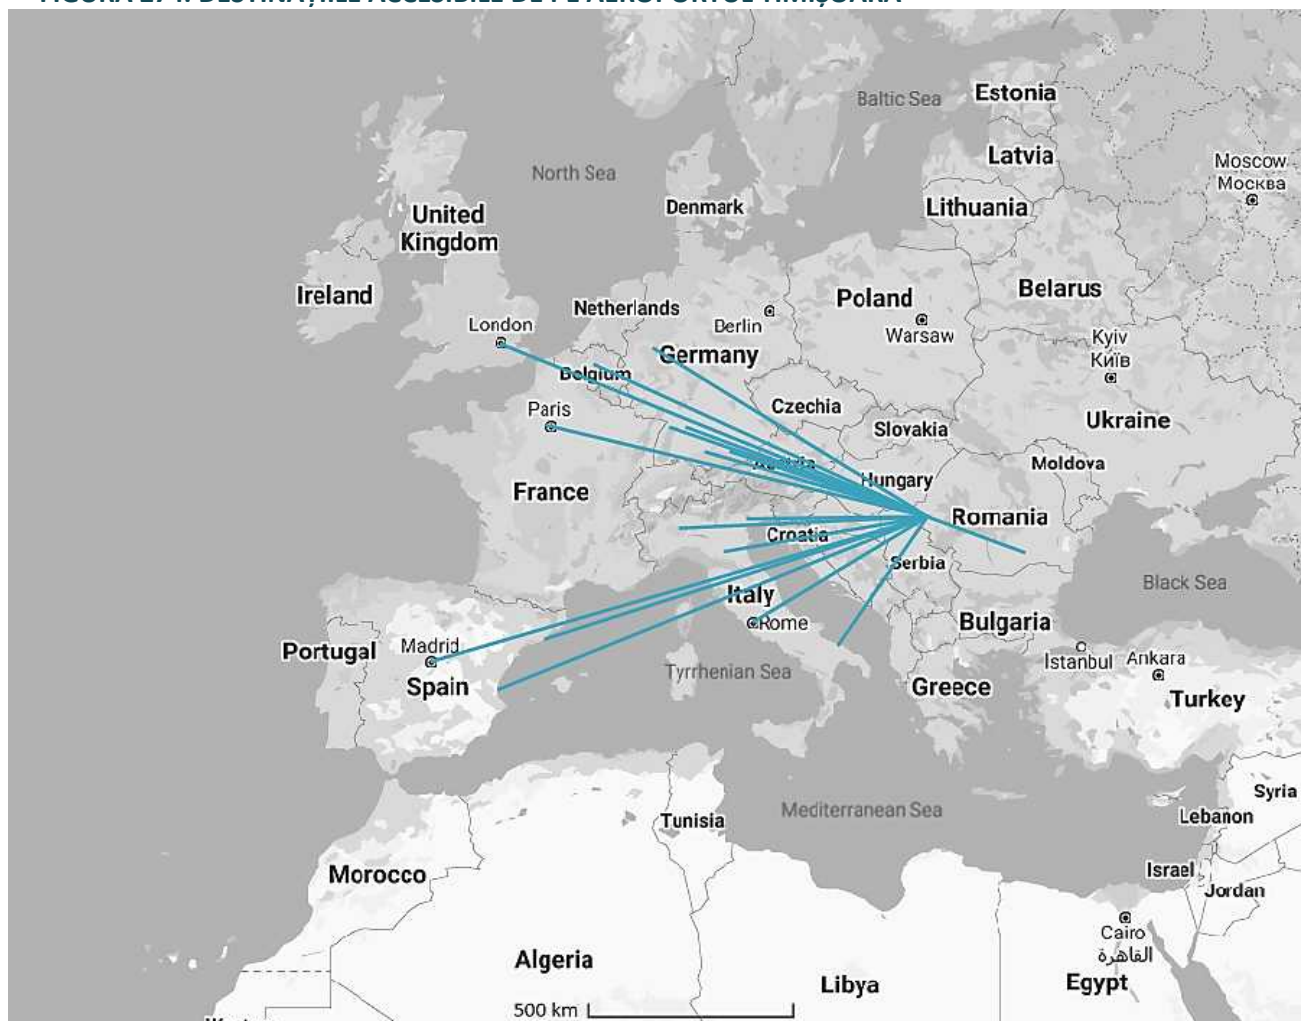 Baltic Sea
Estonia
Latvia
Moscow
Москва
North Sea
Denmark
Lithuania
United
Kingdom
Ireland
Netherlands
Poland
Belarus
London
Berlin
Warsaw
Kyiv
Київ
Germany
Belgium
Paris
Czechia
Slovakia
Ukraine
Moldova
Hungary
France
Romania
Croatia
Serbia
Black Sea
Italy
Rome
Bulgaria
Portugal
Madrid
Spain
Tyrrhenian Sea
Istanbul
Ankara
Greece
Turkey
Mediterranean Sea
Syria
Lebanon
Tunisia
Morocco
Israel
Jordan
Cairo
القاهرة
Algeria
Libya
Egypt
500 km